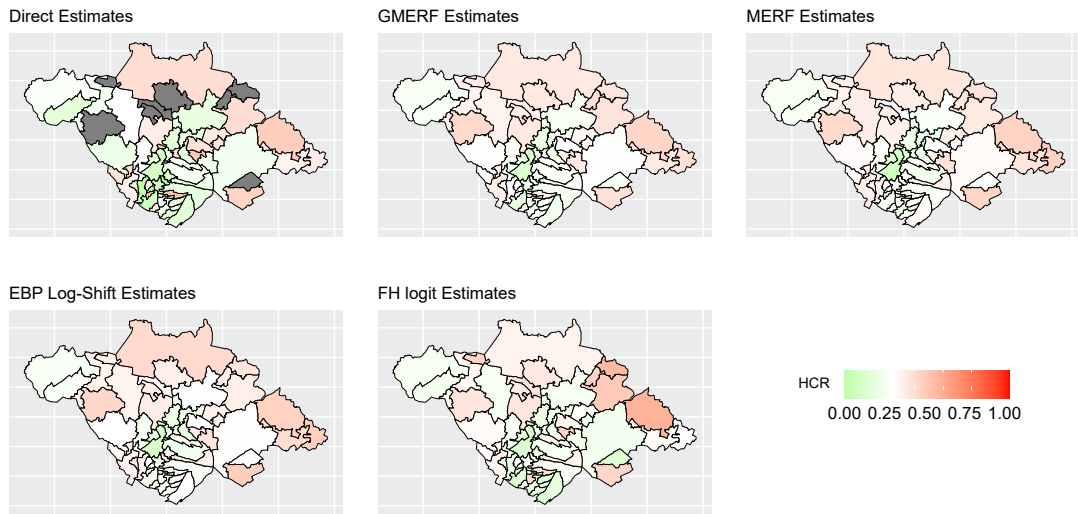 Direct Estimates
GMERF Estimates
MERF Estimates
EBP Log-Shift Estimates
FH logit Estimates
HCR
0.00 0.25 0.50 0.75 1.00